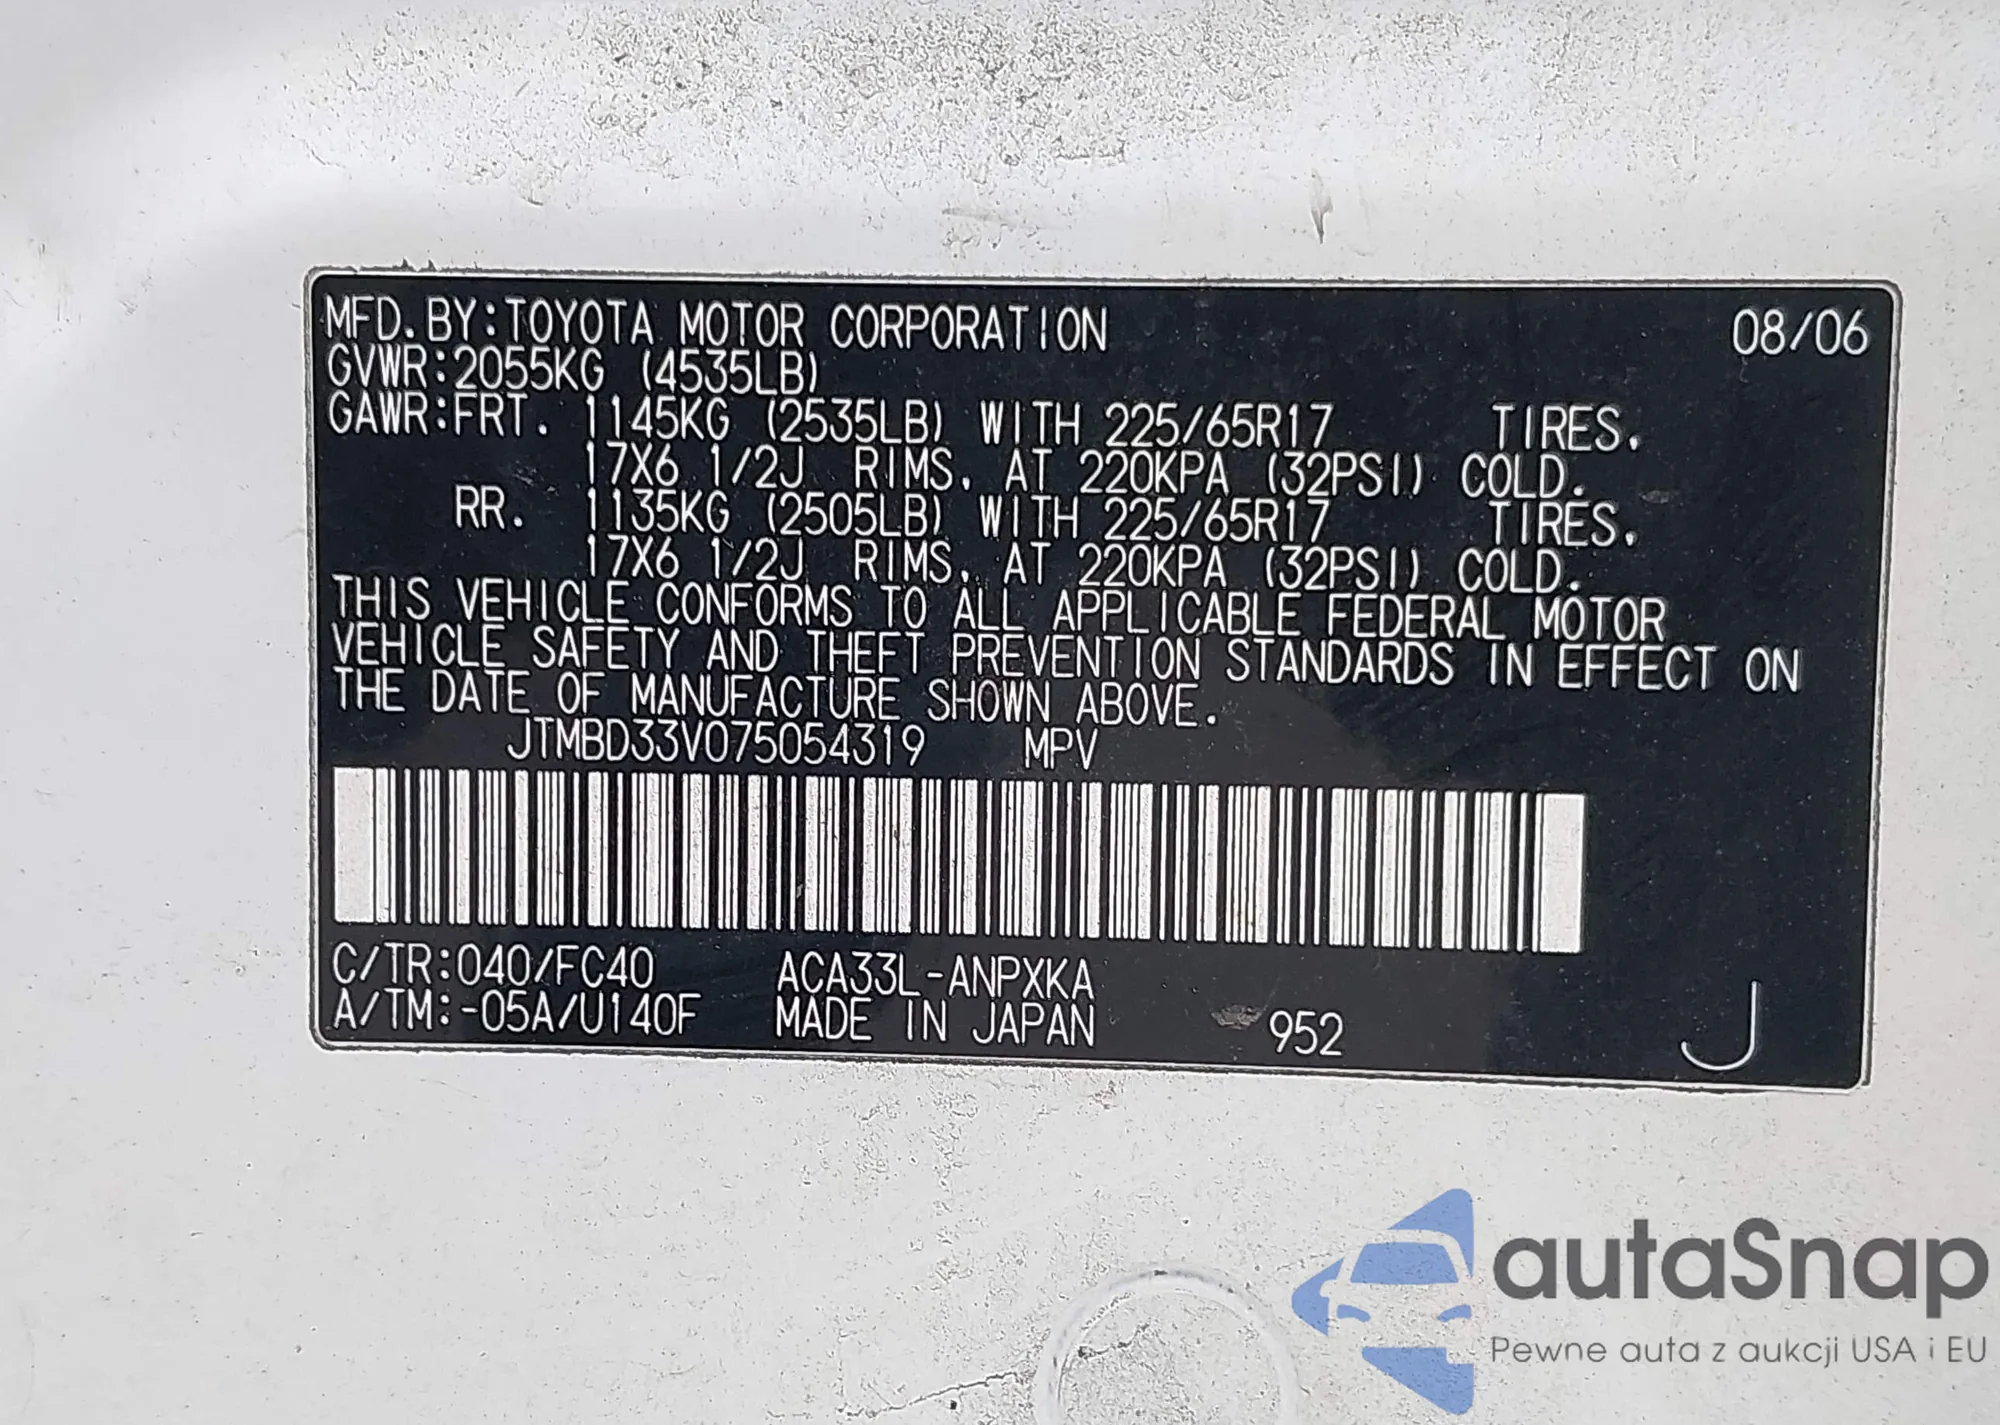 MFD. BY:TOYOTA MOTOR CORPORATION 08/06
GVWR:2055KG (4535LB)
GAWR:FRT. 1145KG (2535LB) WITH 225/65R17 TIRES.
17X6 1/2J RIMS. AT 220KPA (32PSI) COLD.
RR. 1135KG (2505LB) WITH 225/65R17 TIRES.
17X6 1/2J RIMS. AT 220KPA (32PSI) COLD.
THIS VEHICLE CONFORMS TO ALL APPLICABLE FEDERAL MOTOR
VEHICLE SAFETY AND THEFT PREVENTION STANDARDS IN EFFECT ON
THE DATE OF MANUFACTURE SHOWN ABOVE.
JTMBD33V075054319 MPV
C/TR:040/FC40 ACA33L-ANPXKA
A/TM:-05A/U140F MADE IN JAPAN 952 J
autaSnap
Pewne auta z aukcji USA i EU